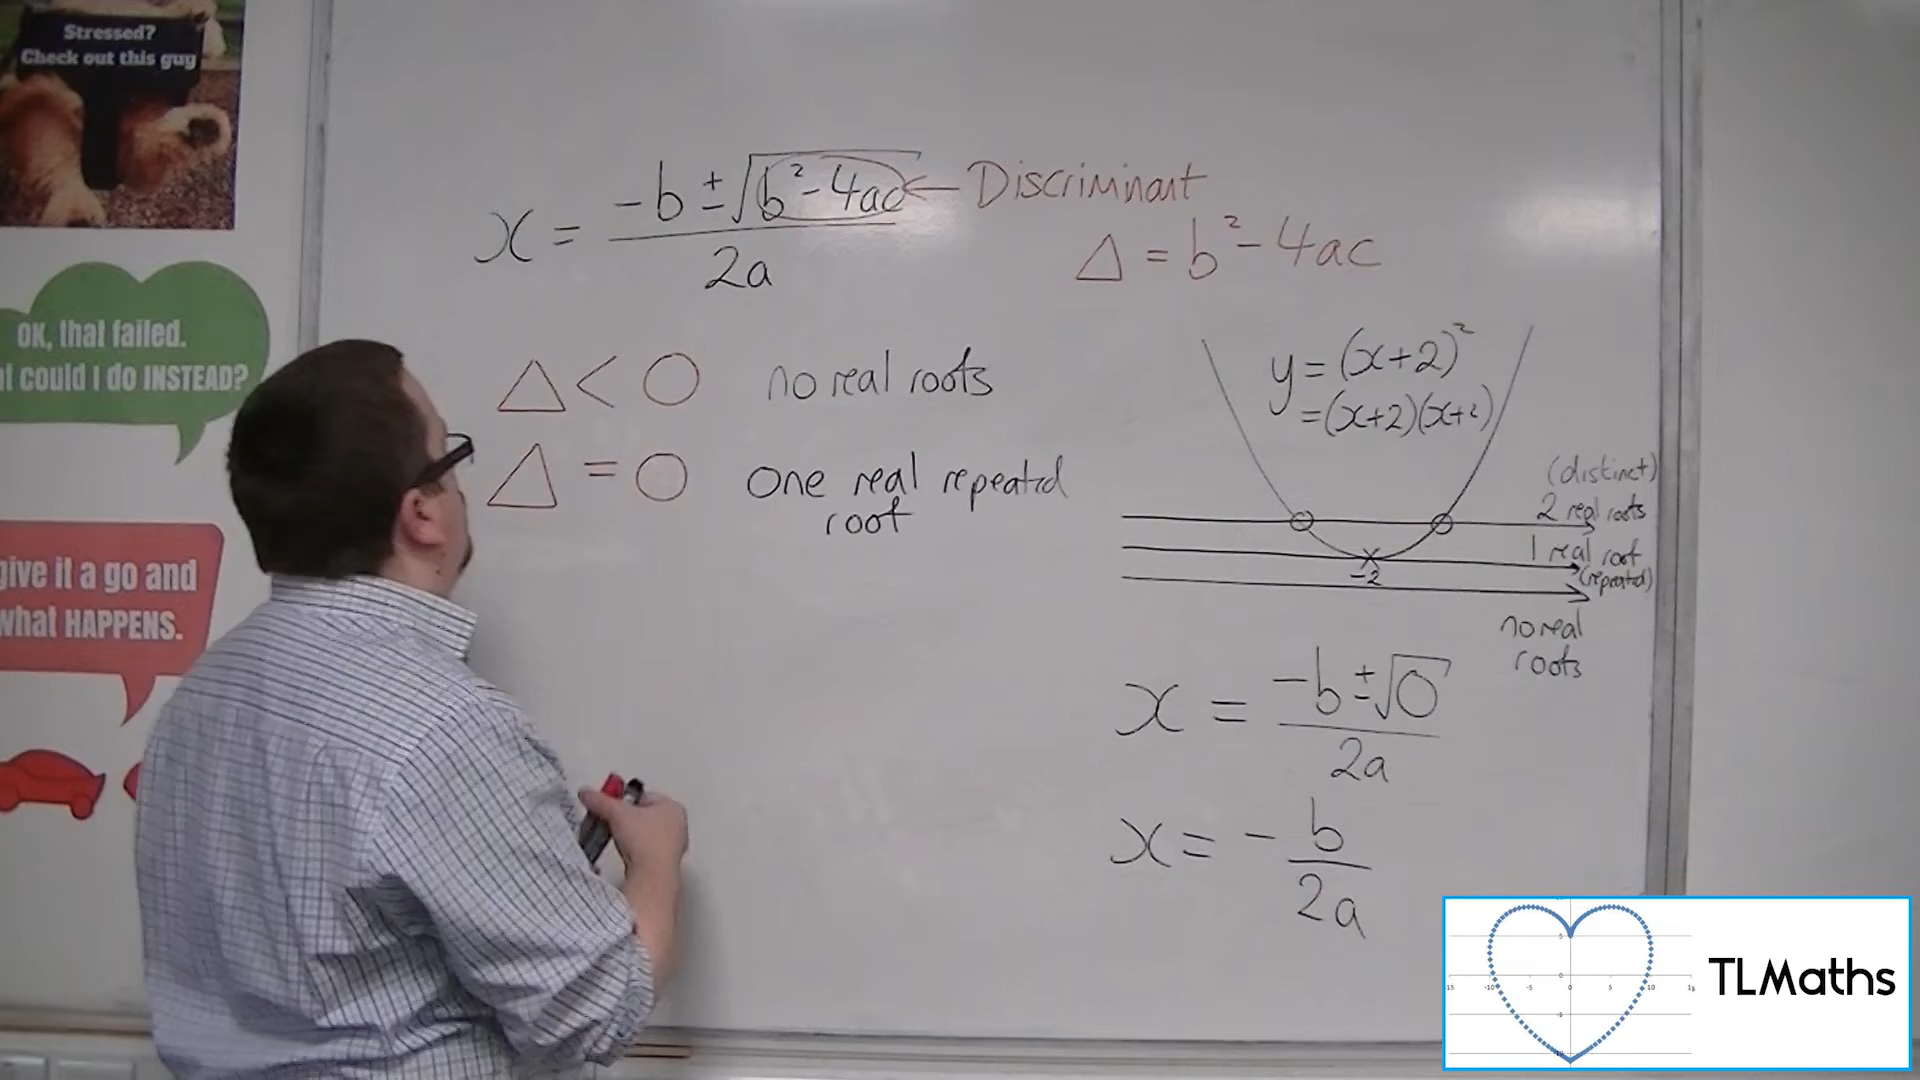 Stressed?
Check out this guy
OK, that failed.
could I do INSTEAD?
give it a go and
what HAPPENS.
x = -b ± √b² - 4ac / 2a ← Discriminant
Δ = b² - 4ac
Δ < 0 no real roots
Δ = 0 one real repeated
root
y = (x+2)²
= (x+2)(x+2)
(distinct)
2 real roots
1 real root
(repeated)
-2
no real
roots
x = -b ± √0 / 2a
x = - b / 2a
TLMaths